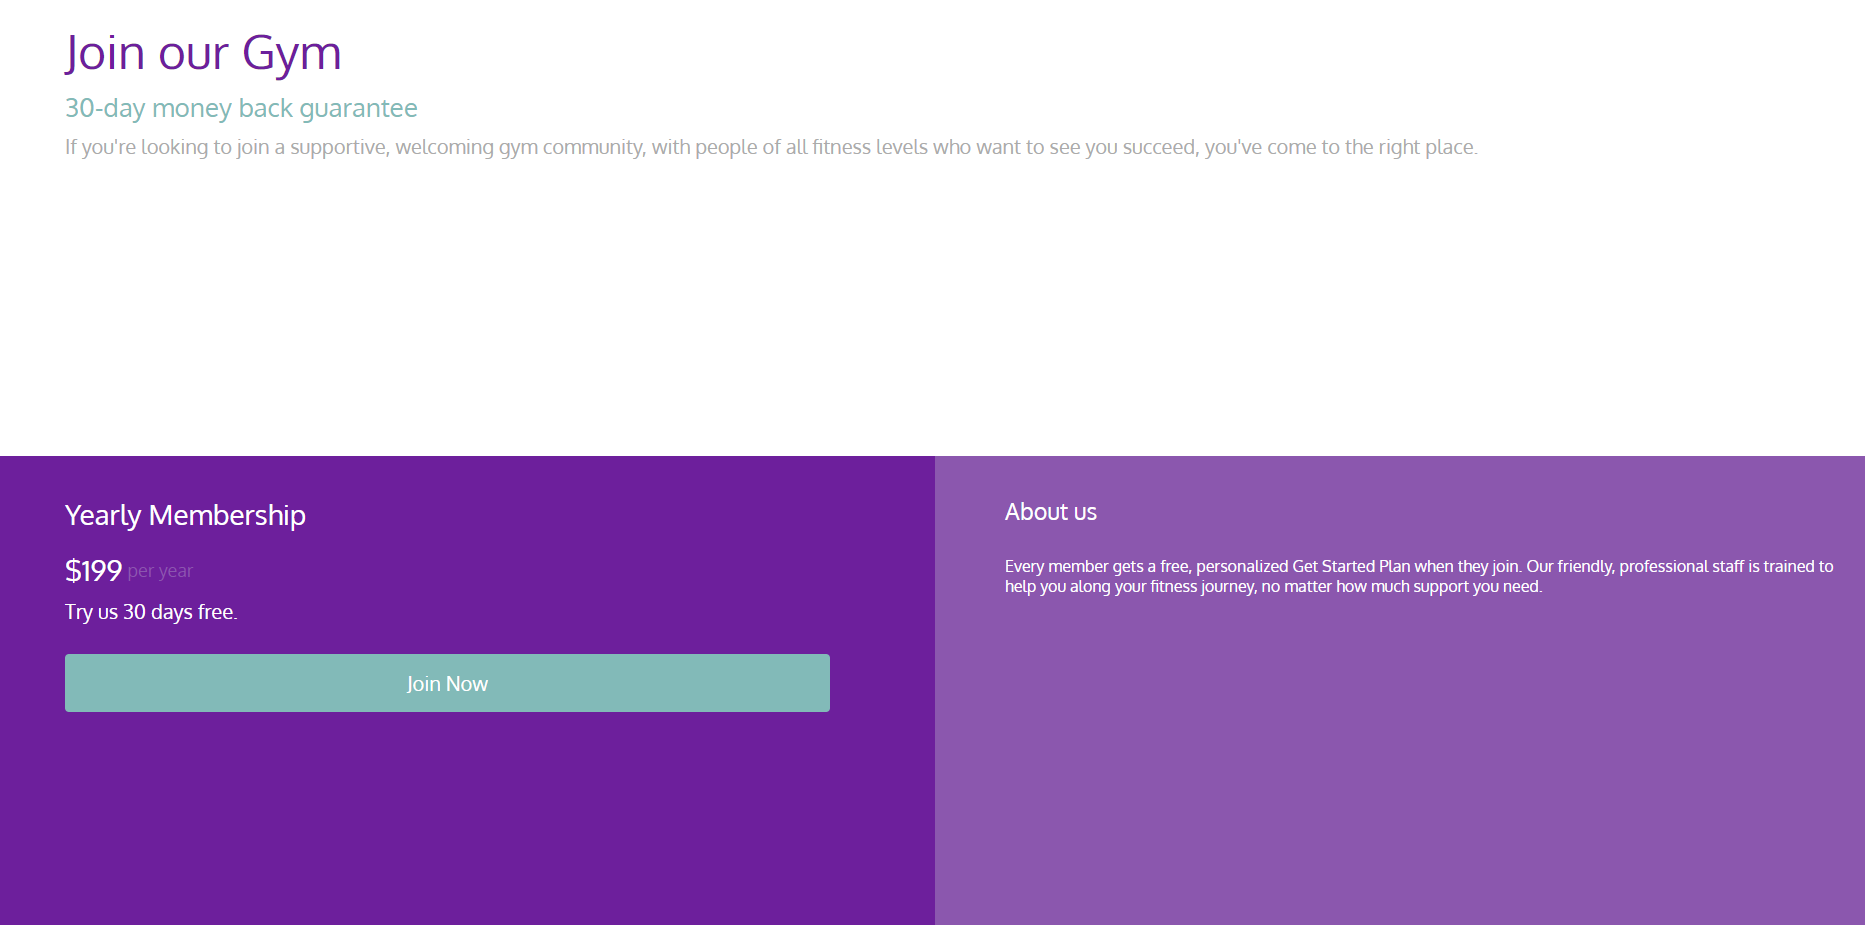 Join our Gym
30-day money back guarantee
If you're looking to join a supportive, welcoming gym community, with people of all fitness levels who want to see you succeed, you've come to the right place.
Yearly Membership
$199 per year
Try us 30 days free.
Join Now
About us
Every member gets a free, personalized Get Started Plan when they join. Our friendly, professional staff is trained to
help you along your fitness journey, no matter how much support you need.